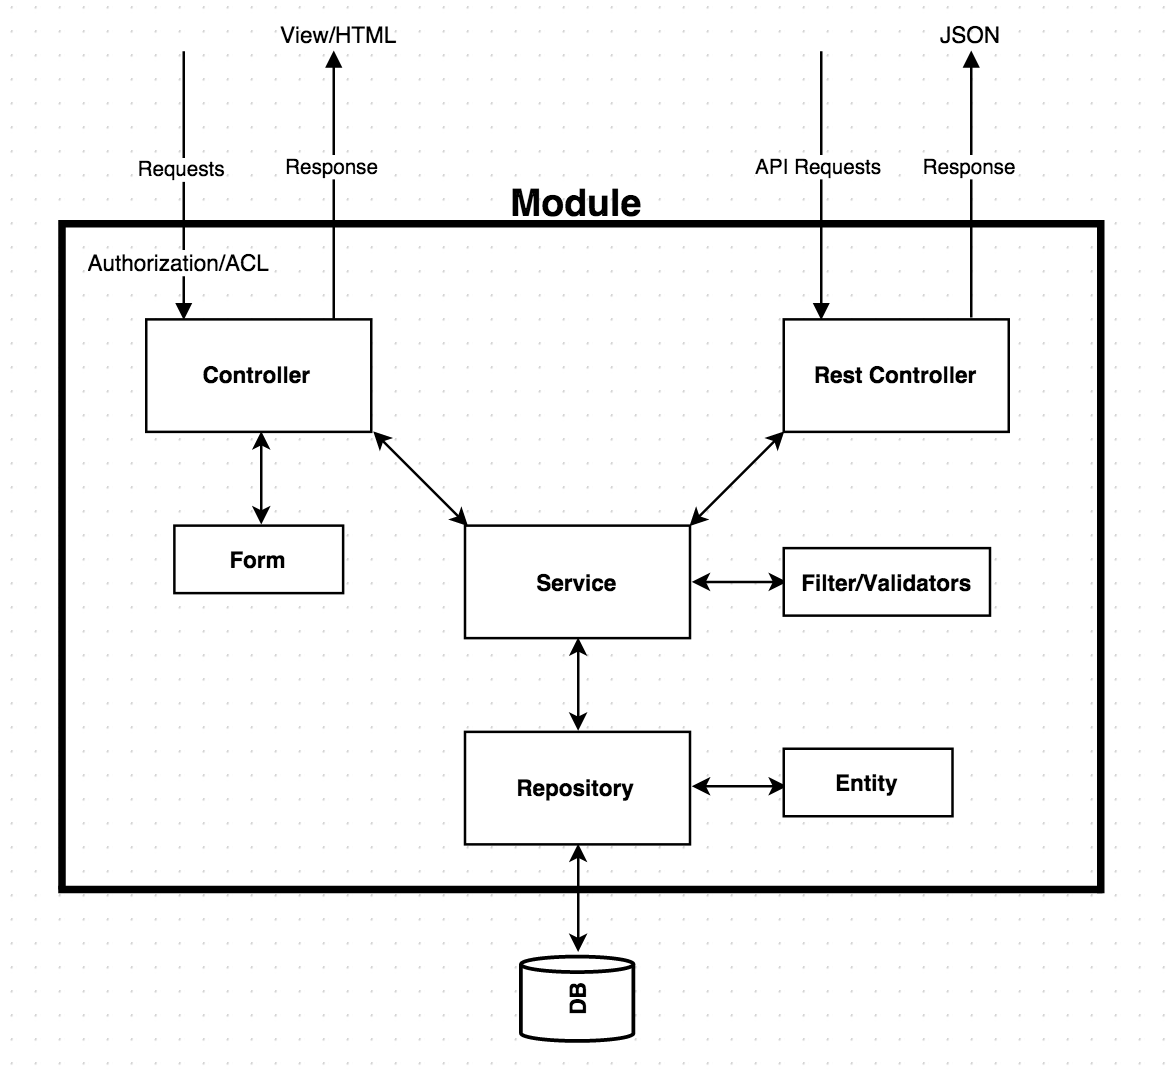 View/HTML
JSON
Requests
Response
API Requests
Response
Module
Authorization/ACL
Controller
Rest Controller
Form
Service
Filter/Validators
Repository
Entity
DB